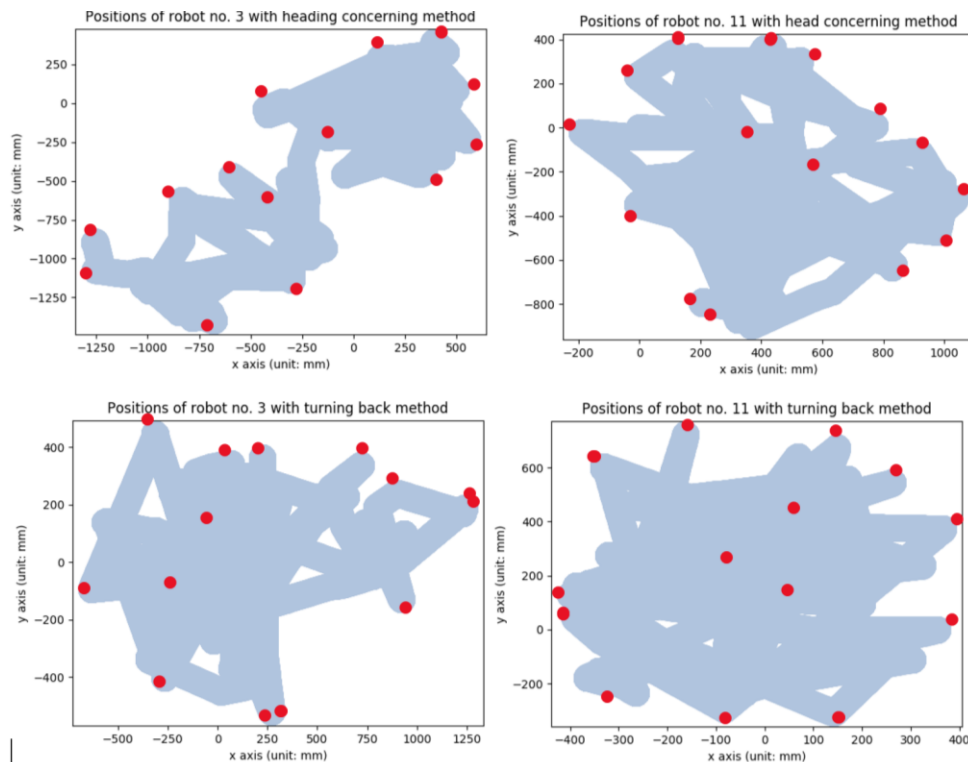 Positions of robot no. 3 with heading concerning method
250
0
−250
−500
−750
−1000
−1250
y axis (unit: mm)
−1250 −1000 −750 −500 −250 0 250 500
x axis (unit: mm)
Positions of robot no. 11 with head concerning method
400
200
0
−200
−400
−600
−800
y axis (unit: mm)
−200 0 200 400 600 800 1000
x axis (unit: mm)
Positions of robot no. 3 with turning back method
400
200
0
−200
−400
y axis (unit: mm)
−500 −250 0 250 500 750 1000 1250
x axis (unit: mm)
Positions of robot no. 11 with turning back method
600
400
200
0
−200
y axis (unit: mm)
−400 −300 −200 −100 0 100 200 300 400
x axis (unit: mm)